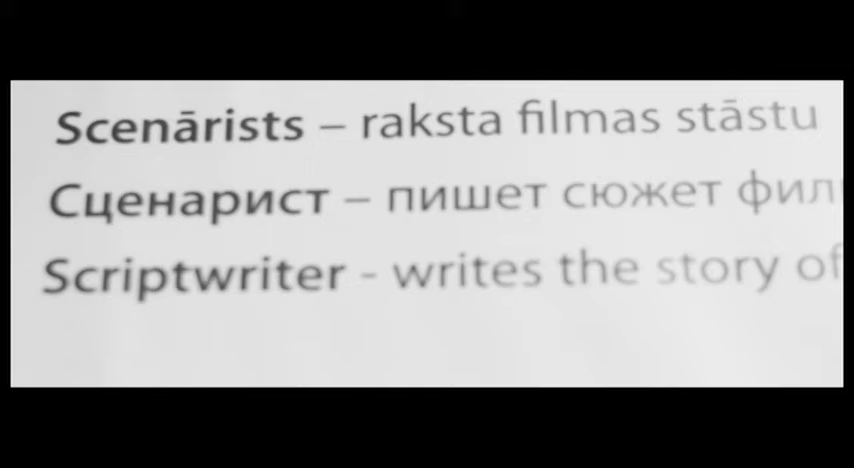 Scenārists – raksta filmas stāstu
Сценарист – пишет сюжет
Scriptwriter - writes the story of